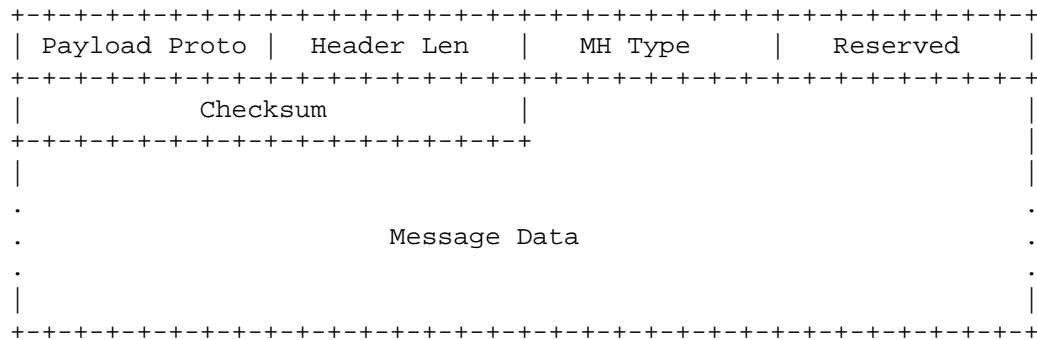 +-+-+-+-+-+-+-+-+-+-+-+-+-+-+-+-+-+-+-+-+-+-+-+-+-+-+-+-+-+-+-+-+
| Payload Proto |  Header Len   |   MH Type     |   Reserved    |
+-+-+-+-+-+-+-+-+-+-+-+-+-+-+-+-+-+-+-+-+-+-+-+-+-+-+-+-+-+-+-+-+
|           Checksum            |                               |
+-+-+-+-+-+-+-+-+-+-+-+-+-+-+-+-+                               |
|                                                               |
.                                                               .
.                       Message Data                            .
.                                                               .
|                                                               |
+-+-+-+-+-+-+-+-+-+-+-+-+-+-+-+-+-+-+-+-+-+-+-+-+-+-+-+-+-+-+-+-+